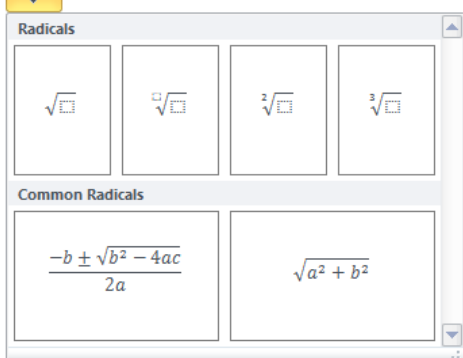 Radicals
√ ∛ 2√ 3√
Common Radicals
(-b ± √(b² − 4ac))/(2a) √(a² + b²)